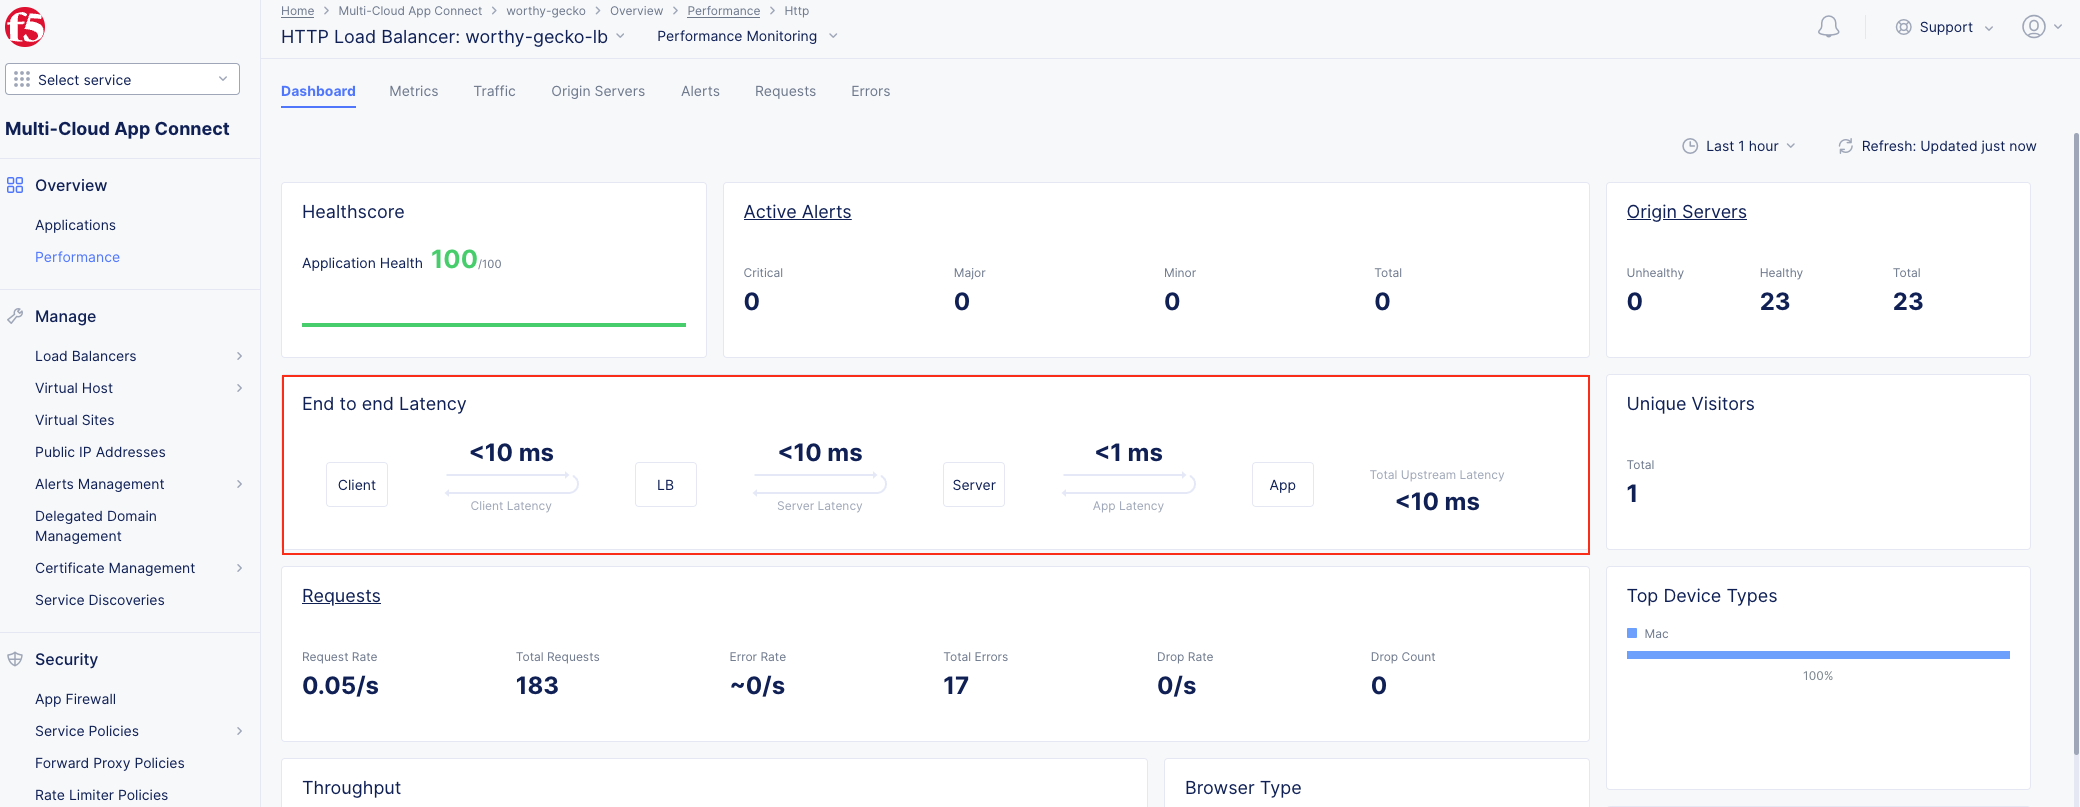 f5
Home > Multi-Cloud App Connect > worthy-gecko > Overview > Performance > Http
HTTP Load Balancer: worthy-gecko-lb
Performance Monitoring
Support
Select service
Multi-Cloud App Connect
Overview
Applications
Performance
Manage
Load Balancers
Virtual Host
Virtual Sites
Public IP Addresses
Alerts Management
Delegated Domain
Management
Certificate Management
Service Discoveries
Security
App Firewall
Service Policies
Forward Proxy Policies
Rate Limiter Policies
Dashboard Metrics Traffic Origin Servers Alerts Requests Errors
Last 1 hour Refresh: Updated just now
Healthscore
Application Health 100/100
Active Alerts
Critical Major Minor Total
0 0 0 0
Origin Servers
Unhealthy Healthy Total
0 23 23
End to end Latency
<10 ms <10 ms <1 ms
Client LB Server App
Client Latency Server Latency App Latency
Total Upstream Latency
<10 ms
Unique Visitors
Total
1
Requests
Request Rate Total Requests Error Rate Total Errors Drop Rate Drop Count
0.05/s 183 ~0/s 17 0/s 0
Top Device Types
Mac
100%
Throughput
Browser Type